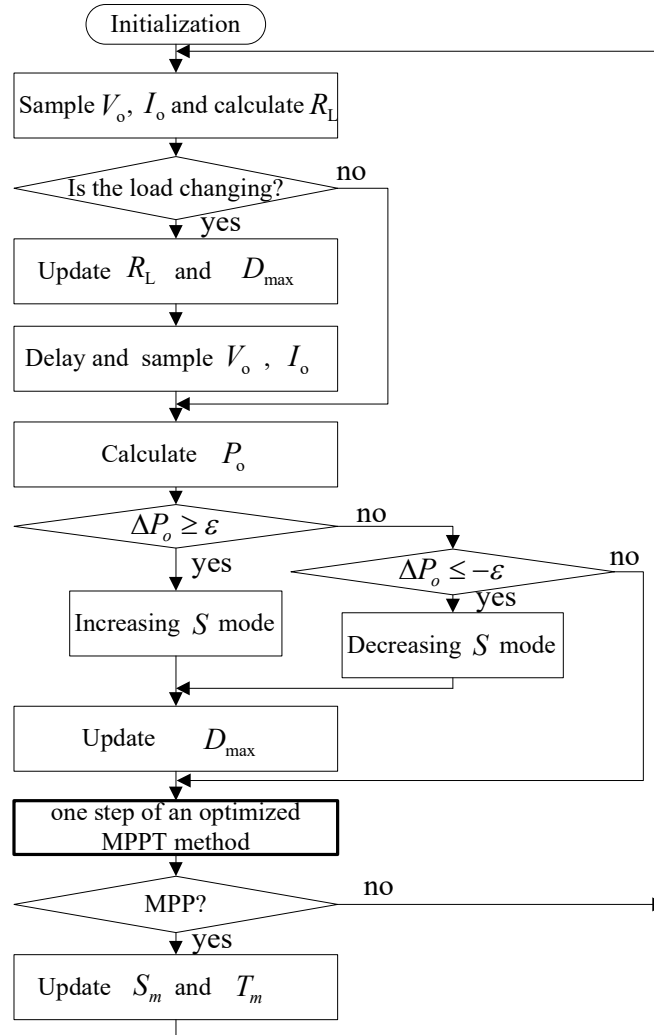 Initialization
Sample V_o, I_o and calculate R_L
Is the load changing?
no
yes
Update R_L and D_max
Delay and sample V_o , I_o
Calculate P_o
ΔP_o ≥ ε
no
yes
ΔP_o ≤ -ε
no
yes
Increasing S mode
Decreasing S mode
Update D_max
one step of an optimized
MPPT method
MPP?
no
yes
Update S_m and T_m